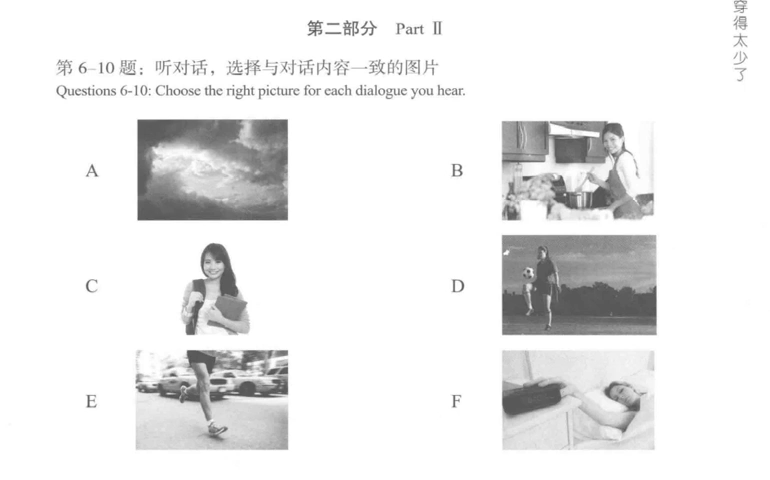 第二部分 Part Ⅱ
第 6-10 题：听对话，选择与对话内容一致的图片
Questions 6-10: Choose the right picture for each dialogue you hear.
A
B
C
D
E
F
穿得太少了